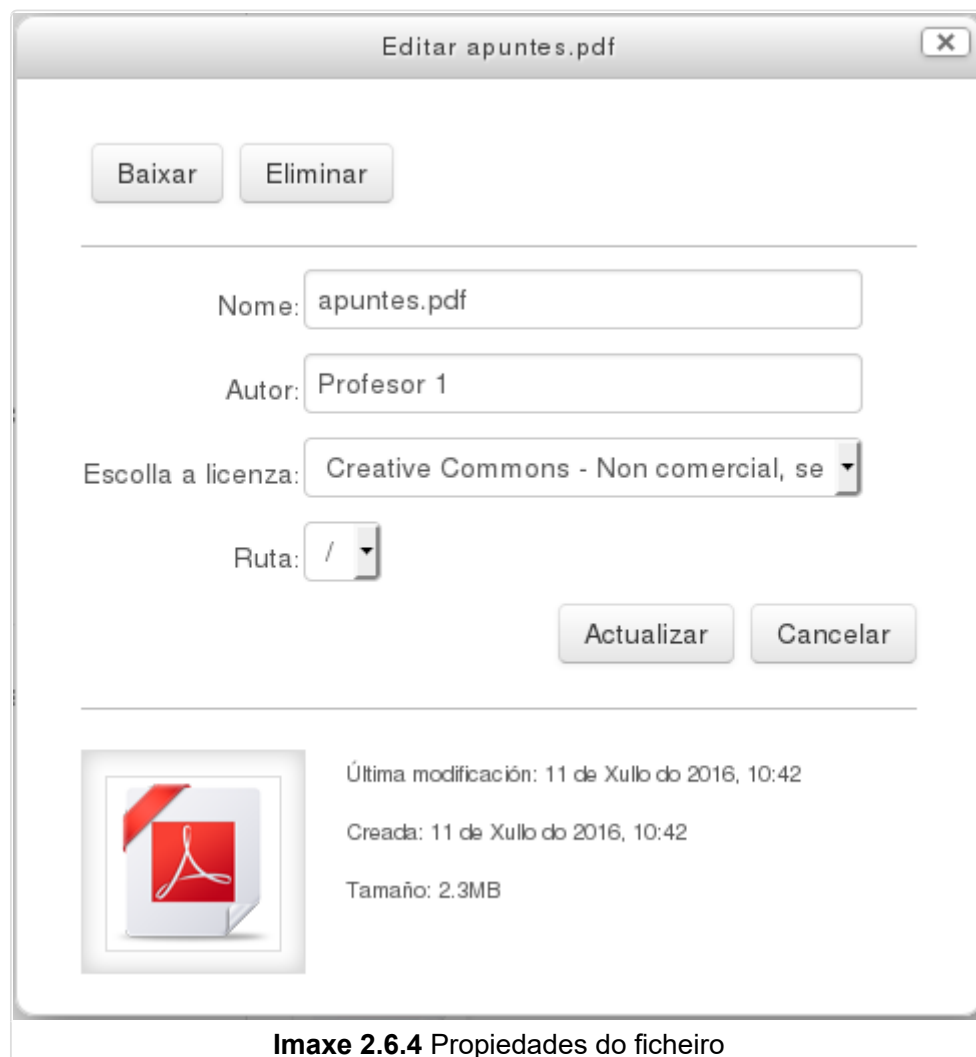 Editar apuntes.pdf
Baixar Eliminar
Nome: apuntes.pdf
Autor: Profesor 1
Escolla a licenza: Creative Commons - Non comercial, se
Ruta: /
Actualizar Cancelar
Última modificación: 11 de Xullo do 2016, 10:42
Creada: 11 de Xullo do 2016, 10:42
Tamaño: 2.3MB
Imaxe 2.6.4 Propiedades do ficheiro